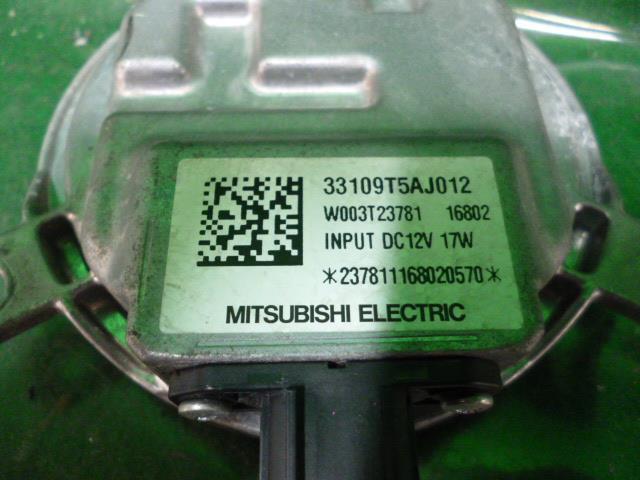 33109T5AJ012
W003T23781 16802
INPUT DC12V 17W
*237811168020570*
MITSUBISHI ELECTRIC